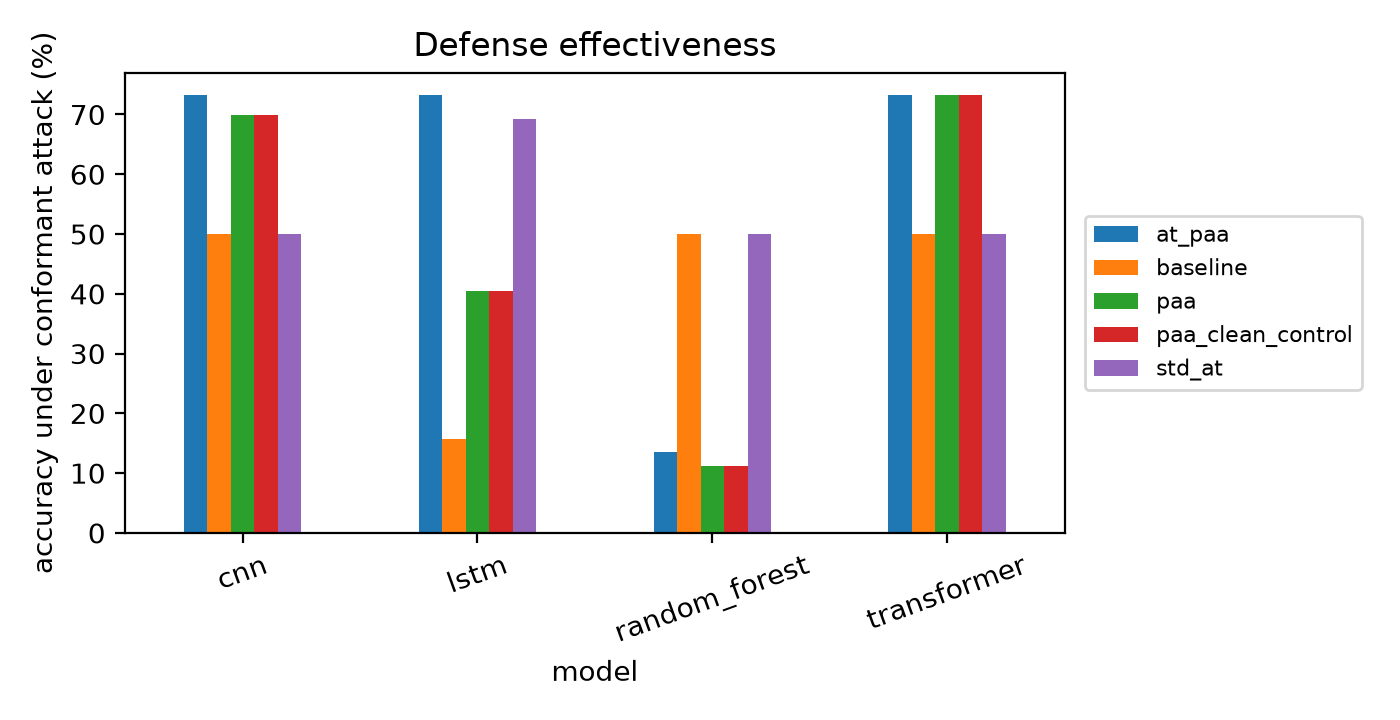 Defense effectiveness
accuracy under conformant attack (%)
70
60
50
40
30
20
10
0
cnn
lstm
random_forest
transformer
model
at_paa
baseline
paa
paa_clean_control
std_at